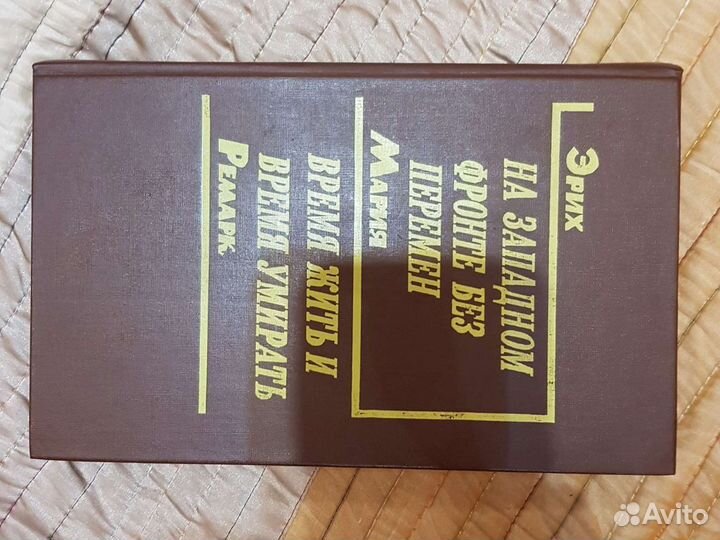 Эрих
НА ЗАПАДНОМ
ФРОНТЕ БЕЗ
ПЕРЕМЕН
Мария
ВРЕМЯ ЖИТЬ И
ВРЕМЯ УМИРАТЬ
Ремарк
Avito